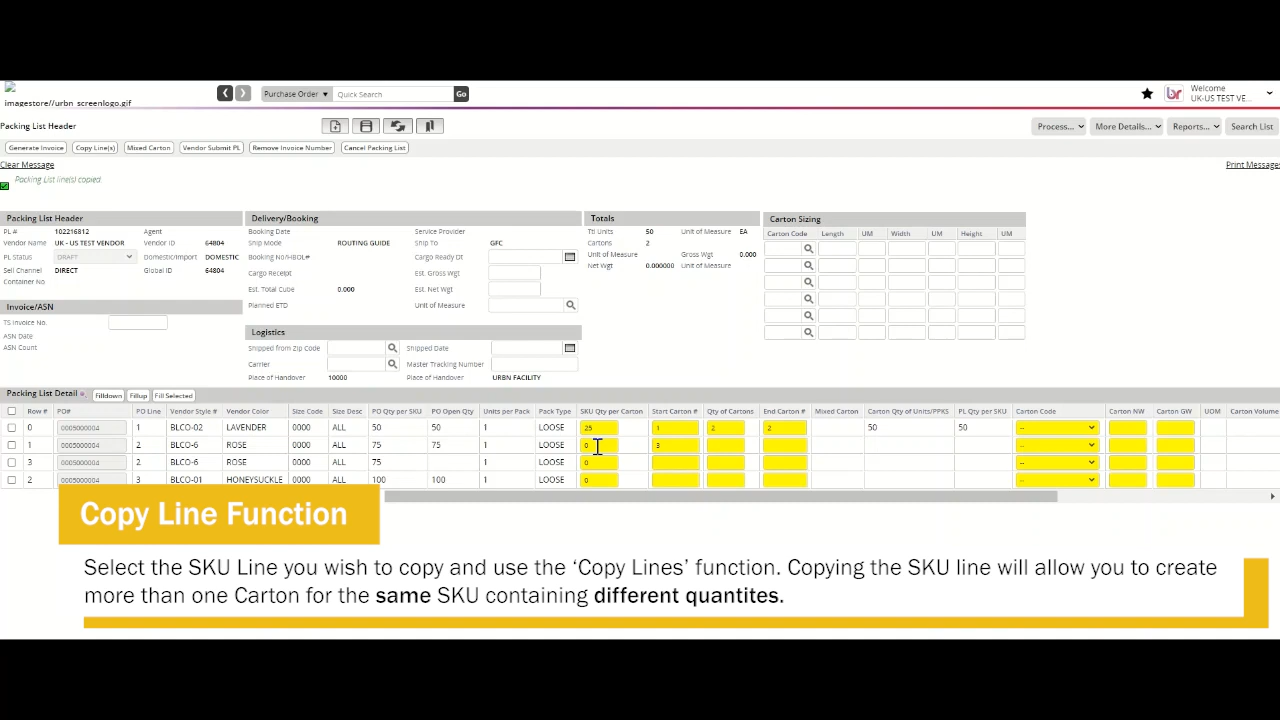 imagestore//urbn_screenlogo.gif
Purchase Order Quick Search Go
Welcome
UK-US TEST VE...
Packing List Header
Process... More Details... Reports... Search List
Generate Invoice Copy Line(s) Mixed Carton Vendor Submit PL Remove Invoice Number Cancel Packing List
Clear Message Print Messages
Packing List line(s) copied.
Packing List Header
PL # 102216812 Agent
Vendor Name UK - US TEST VENDOR Vendor ID 64804
PL Status DRAFT Domestic/Import DOMESTIC
Sell Channel DIRECT Global ID 64804
Container No
Invoice/ASN
TS Invoice No.
ASN Date
ASN Count
Delivery/Booking
Booking Date Service Provider
Ship Mode ROUTING GUIDE Ship To GFC
Booking No/HBOL# Cargo Ready Dt
Cargo Receipt Est. Gross Wgt
Est. Total Cube 0.000 Est. Net Wgt
Planned ETD Unit of Measure
Logistics
Shipped from Zip Code Shipped Date
Carrier Master Tracking Number
Place of Handover 10000 Place of Handover URBN FACILITY
Totals
Ttl Units 50 Unit of Measure EA
Cartons 2
Unit of Measure Gross Wgt 0.000
Net Wgt 0.000000 Unit of Measure
Carton Sizing
Carton Code Length UM Width UM Height UM
Packing List Detail Filldown Fillup Fill Selected
Row # PO# PO Line Vendor Style # Vendor Color Size Code Size Desc PO Qty per SKU PO Open Qty Units per Pack Pack Type SKU Qty per Carton Start Carton # Qty of Cartons End Carton # Mixed Carton Carton Qty of Units/PPKS PL Qty per SKU Carton Code Carton NW Carton GW UOM Carton Volume
0 0005000004 1 BLCO-02 LAVENDER 0000 ALL 50 50 1 LOOSE 25 1 2 2 50 50 --
1 0005000004 2 BLCO-6 ROSE 0000 ALL 75 75 1 LOOSE 0 3 --
3 0005000004 2 BLCO-6 ROSE 0000 ALL 75 1 LOOSE 0 --
2 0005000004 3 BLCO-01 HONEYSUCKLE 0000 ALL 100 100 1 LOOSE 0 --
Copy Line Function
Select the SKU Line you wish to copy and use the ‘Copy Lines’ function. Copying the SKU line will allow you to create
more than one Carton for the same SKU containing different quantites.